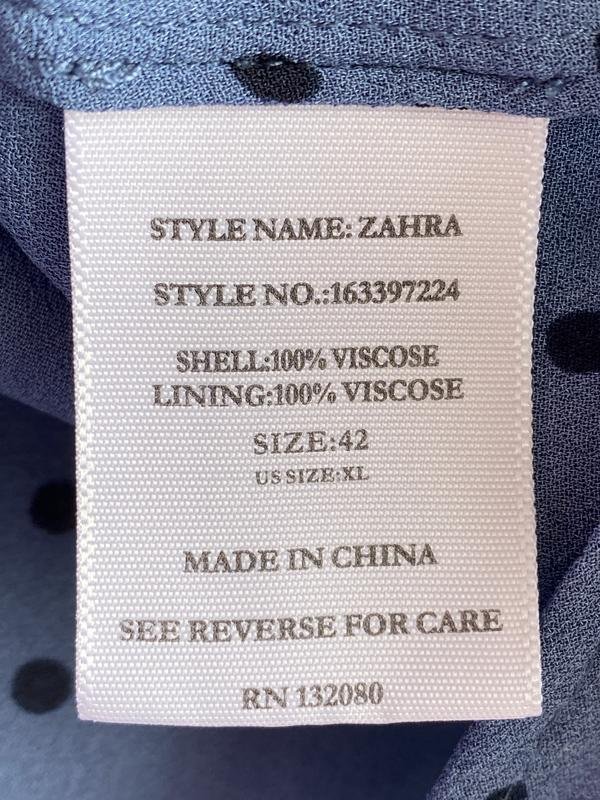 STYLE NAME: ZAHRA
STYLE NO.:163397224
SHELL:100% VISCOSE
LINING:100% VISCOSE
SIZE:42
US SIZE:XL
MADE IN CHINA
SEE REVERSE FOR CARE
RN 132080